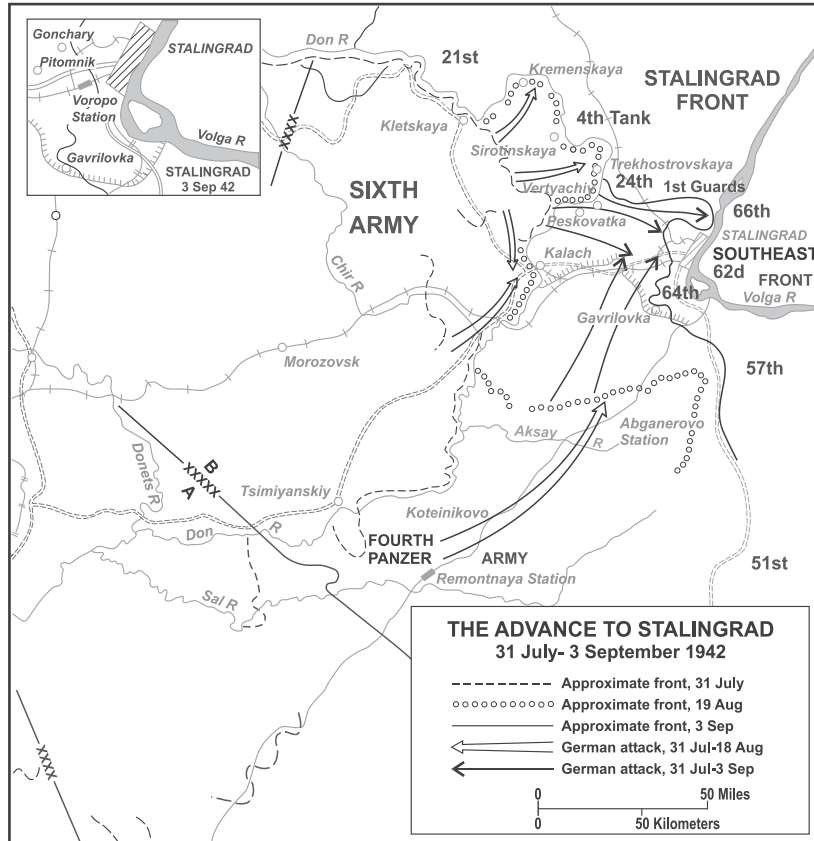 Gonchary
Pitomnik
STALINGRAD
Voropo
Station
Volga R
Gavrilovka
STALINGRAD
3 Sep 42
Don R
21st
Kremenskaya
STALINGRAD
FRONT
4th Tank
XXXX
Kletskaya
Sirotinskaya
Trekhostrovskaya
SIXTH
ARMY
Vertyachiy
24th
1st Guards
66th
Peskovatka
STALINGRAD
Kalach
SOUTHEAST
62d
FRONT
Chir R
64th
Volga R
Gavrilovka
Morozovsk
57th
Abganerovo
Station
Aksay
R
Donets R
B
XXXXX
A
Tsimiyanskiy
Koteinikovo
Don
R
FOURTH
PANZER
ARMY
51st
Remontnaya Station
Sal R
XXXX
THE ADVANCE TO STALINGRAD
31 July- 3 September 1942
Approximate front, 31 July
Approximate front, 19 Aug
Approximate front, 3 Sep
German attack, 31 Jul-18 Aug
German attack, 31 Jul-3 Sep
0
50 Miles
0
50 Kilometers